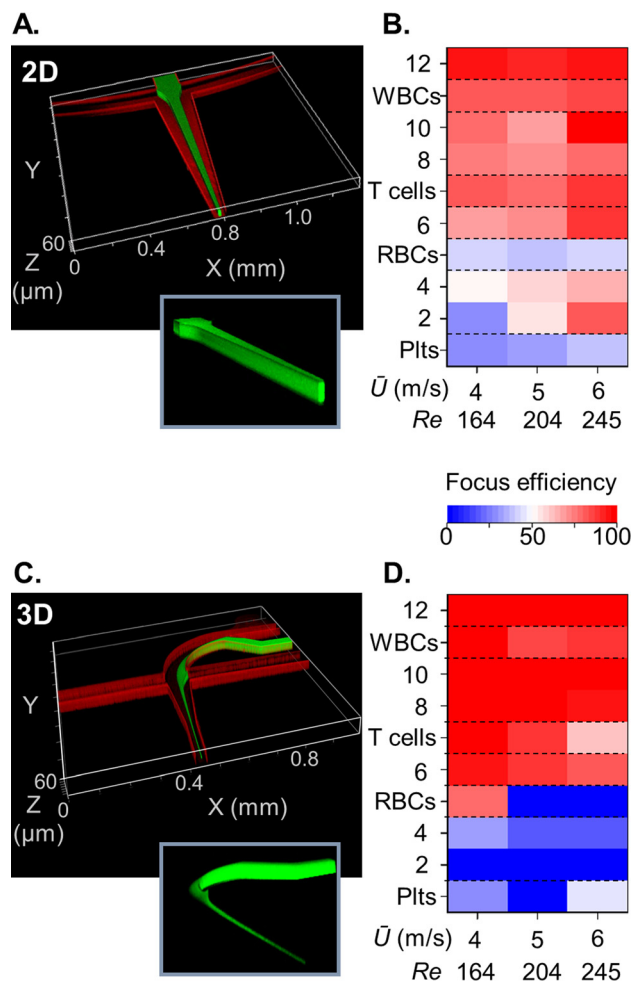 A.
2D
Y
60
Z
(µm)
0
0.4
0.8
1.0
X (mm)
B.
12
WBCs
10
8
T cells
6
RBCs
4
2
Plts
Ū (m/s) 4 5 6
Re 164 204 245
Focus efficiency
0 50 100
C.
3D
Y
60
Z
(µm)
0
0.4
0.8
X (mm)
D.
12
WBCs
10
8
T cells
6
RBCs
4
2
Plts
Ū (m/s) 4 5 6
Re 164 204 245